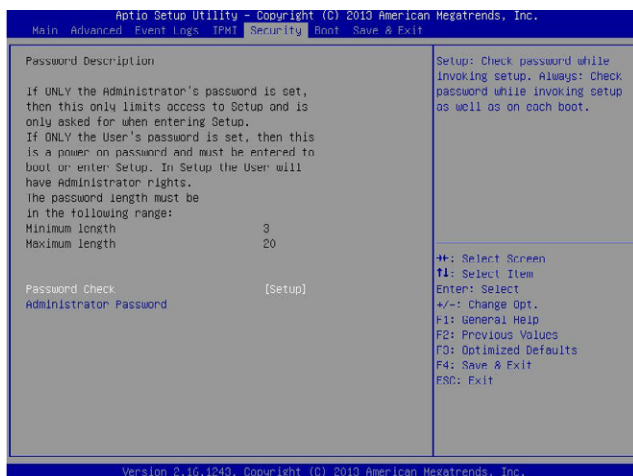 Aptio Setup Utility – Copyright (C) 2013 American Megatrends, Inc.
Main Advanced Event Logs IPMI Security Boot Save & Exit
Password Description
If ONLY the Administrator's password is set,
then this only limits access to Setup and is
only asked for when entering Setup.
If ONLY the User's password is set, then this
is a power on password and must be entered to
boot or enter Setup. In Setup the User will
have Administrator rights.
The password length must be
in the following range:
Minimum length 3
Maximum length 20
Password Check [Setup]
Administrator Password
Setup: Check password while
invoking setup. Always: Check
password while invoking setup
as well as on each boot.
→←: Select Screen
↑↓: Select Item
Enter: Select
+/-: Change Opt.
F1: General Help
F2: Previous Values
F3: Optimized Defaults
F4: Save & Exit
ESC: Exit
Version 2.16.1243. Copyright (C) 2013 American Megatrends, Inc.